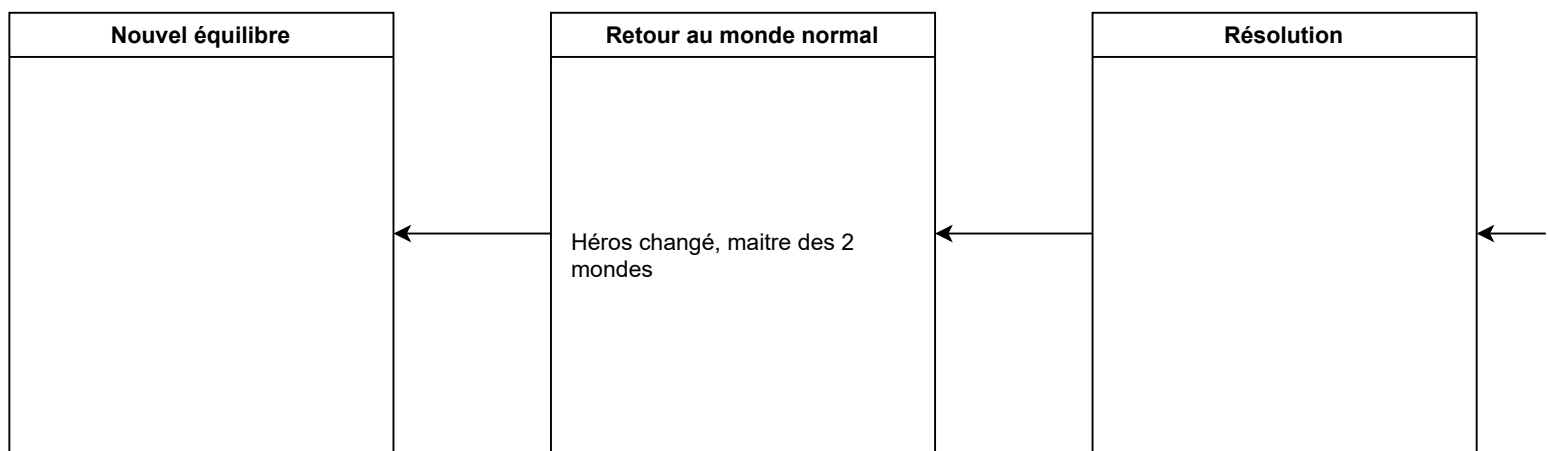 Nouvel équilibre
Retour au monde normal
Résolution
Héros changé, maitre des 2
mondes